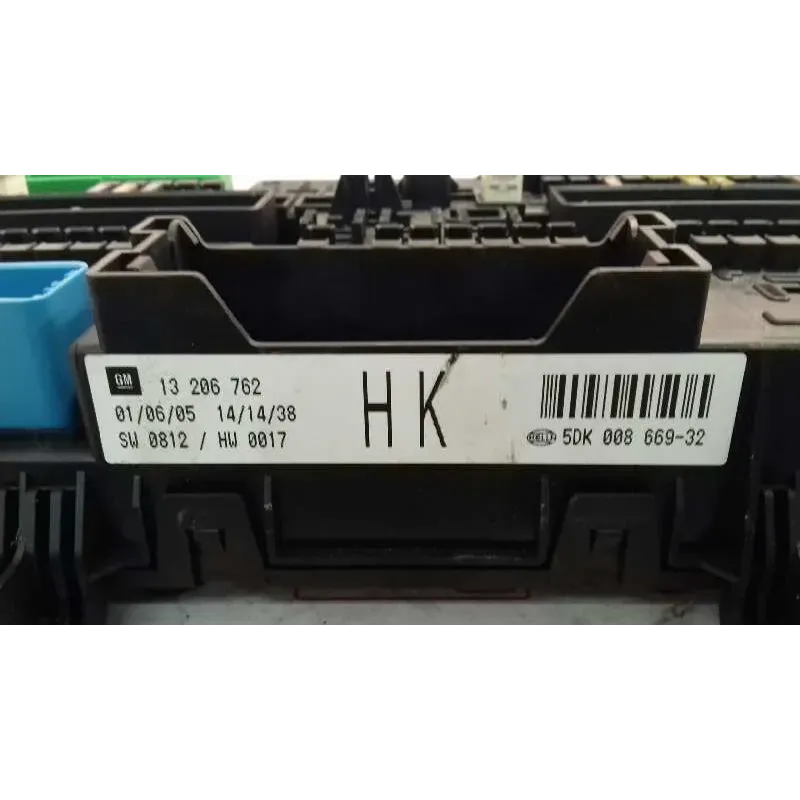 GM
13 206 762
01/06/05 14/14/38
SW 0812 / HW 0017
HK
HELLA 5DK 008 669-32